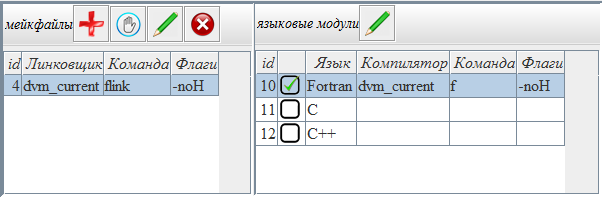 мейкфайлы
id Линковщик Команда Флаги
4 dvm_current flink -noH
языковые модули
id Язык Компилятор Команда Флаги
10 Fortran dvm_current f -noH
11 C
12 C++